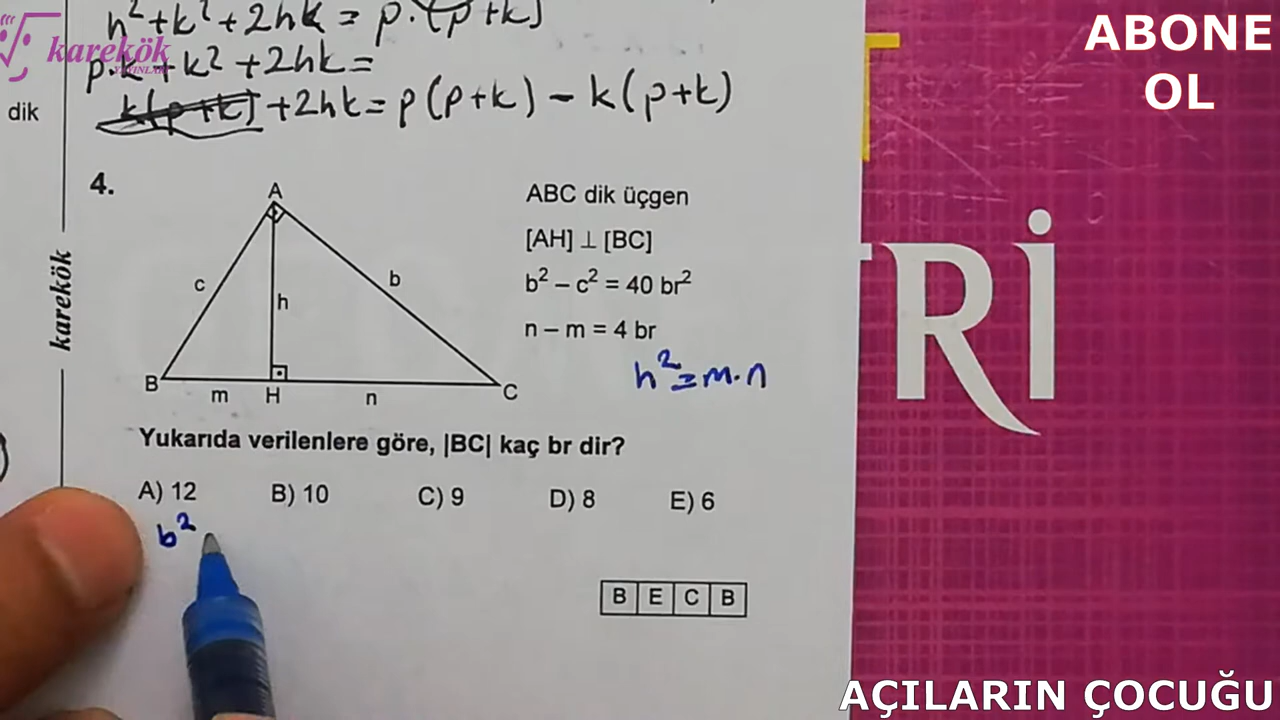 h²+k²+2hk = p.(p+k)
karekök
YAYINLARI
p.k+k²+2hk=
k(p+k)+2hk=p(p+k)-k(p+k)
dik
ABONE
OL
4.
A
c
b
h
B
m
H
n
C
ABC dik üçgen
[AH] ⊥ [BC]
b² – c² = 40 br²
n – m = 4 br
h²=m.n
karekök
Rİ
Yukarıda verilenlere göre, |BC| kaç br dir?
A) 12 B) 10 C) 9 D) 8 E) 6
b²
B E C B
AÇILARIN ÇOCUĞU